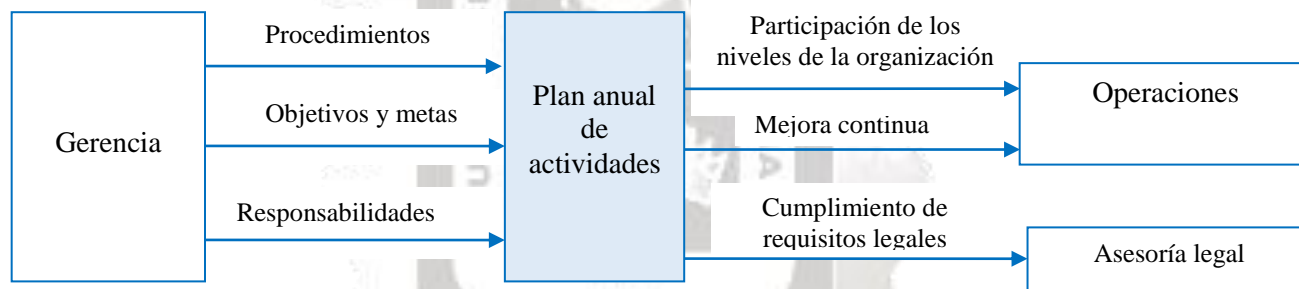 Gerencia
Procedimientos
Objetivos y metas
Responsabilidades
Plan anual
de
actividades
Participación de los
niveles de la organización
Mejora continua
Cumplimiento de
requisitos legales
Operaciones
Asesoría legal